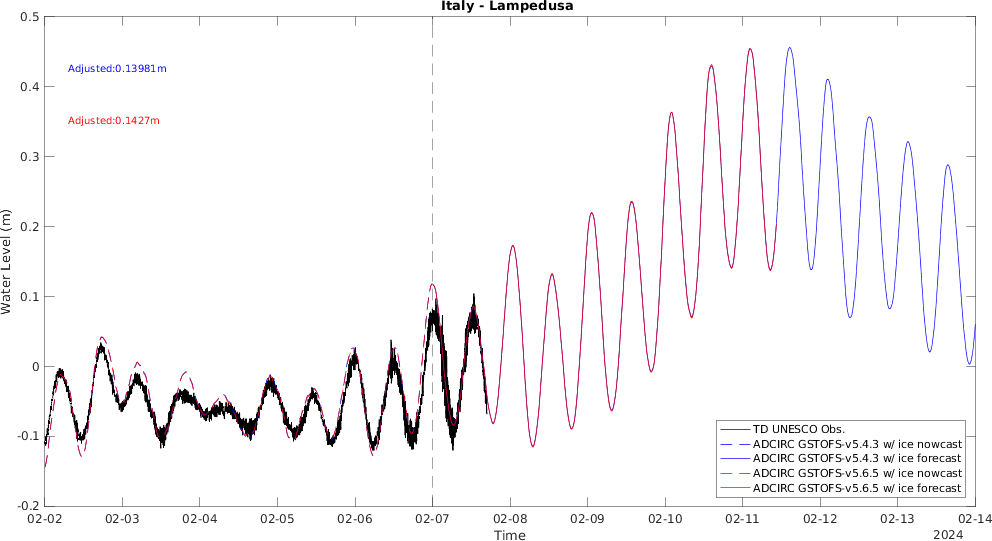 Italy - Lampedusa
0.5
0.4
0.3
0.2
0.1
0
-0.1
-0.2
Water Level (m)
Adjusted:0.13981m
Adjusted:0.1427m
TD UNESCO Obs.
ADCIRC GSTOFS-v5.4.3 w/ ice nowcast
ADCIRC GSTOFS-v5.4.3 w/ ice forecast
ADCIRC GSTOFS-v5.6.5 w/ ice nowcast
ADCIRC GSTOFS-v5.6.5 w/ ice forecast
02-02 02-03 02-04 02-05 02-06 02-07 02-08 02-09 02-10 02-11 02-12 02-13 02-14
Time
2024